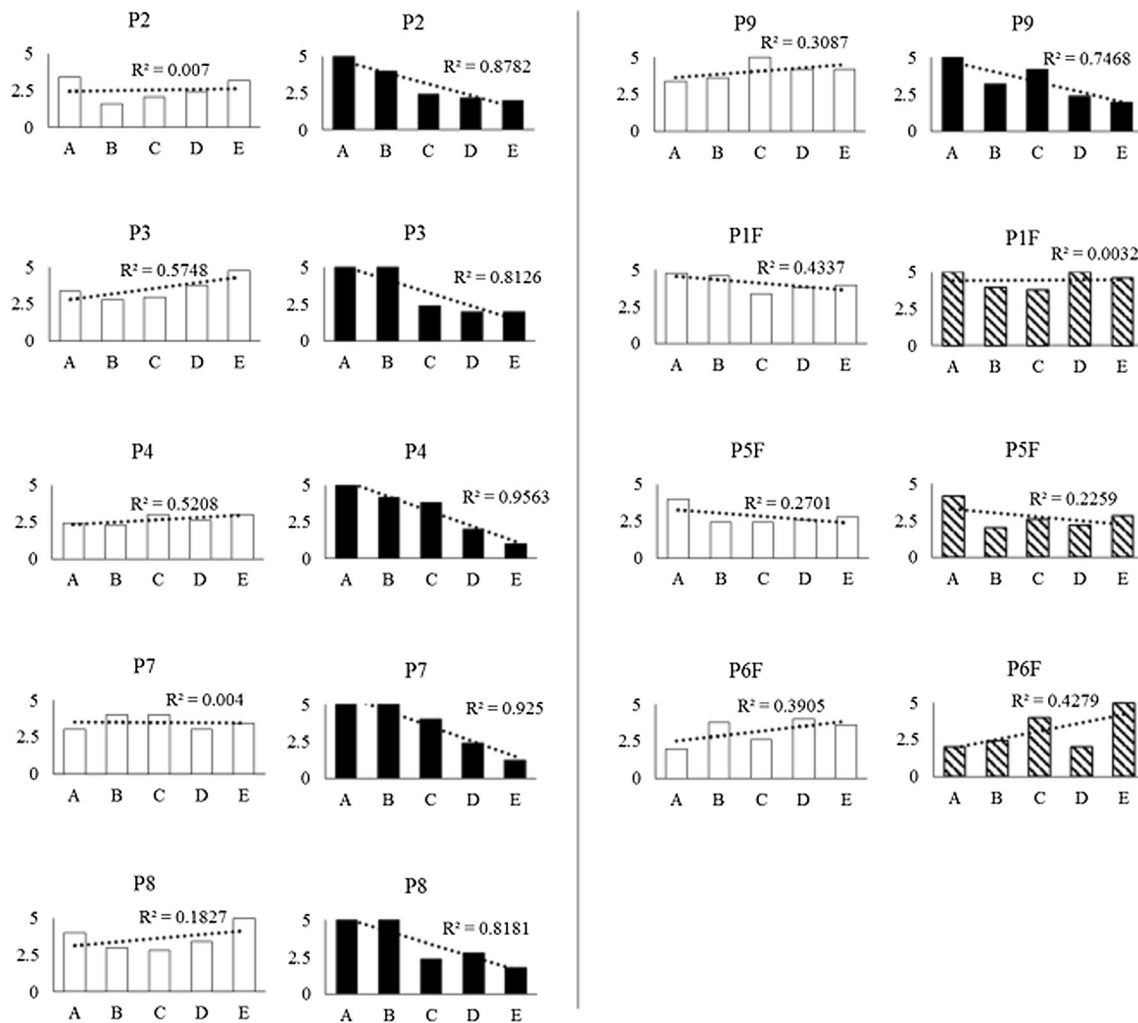 P2
5
2.5
0
R² = 0.007
A B C D E
P2
5
2.5
0
R² = 0.8782
A B C D E
P3
5
2.5
0
R² = 0.5748
A B C D E
P3
5
2.5
0
R² = 0.8126
A B C D E
P4
5
2.5
0
R² = 0.5208
A B C D E
P4
5
2.5
0
R² = 0.9563
A B C D E
P7
5
2.5
0
R² = 0.004
A B C D E
P7
5
2.5
0
R² = 0.925
A B C D E
P8
5
2.5
0
R² = 0.1827
A B C D E
P8
5
2.5
0
R² = 0.8181
A B C D E
P9
5
2.5
0
R² = 0.3087
A B C D E
P9
5
2.5
0
R² = 0.7468
A B C D E
P1F
5
2.5
0
R² = 0.4337
A B C D E
P1F
5
2.5
0
R² = 0.0032
A B C D E
P5F
5
2.5
0
R² = 0.2701
A B C D E
P5F
5
2.5
0
R² = 0.2259
A B C D E
P6F
5
2.5
0
R² = 0.3905
A B C D E
P6F
5
2.5
0
R² = 0.4279
A B C D E